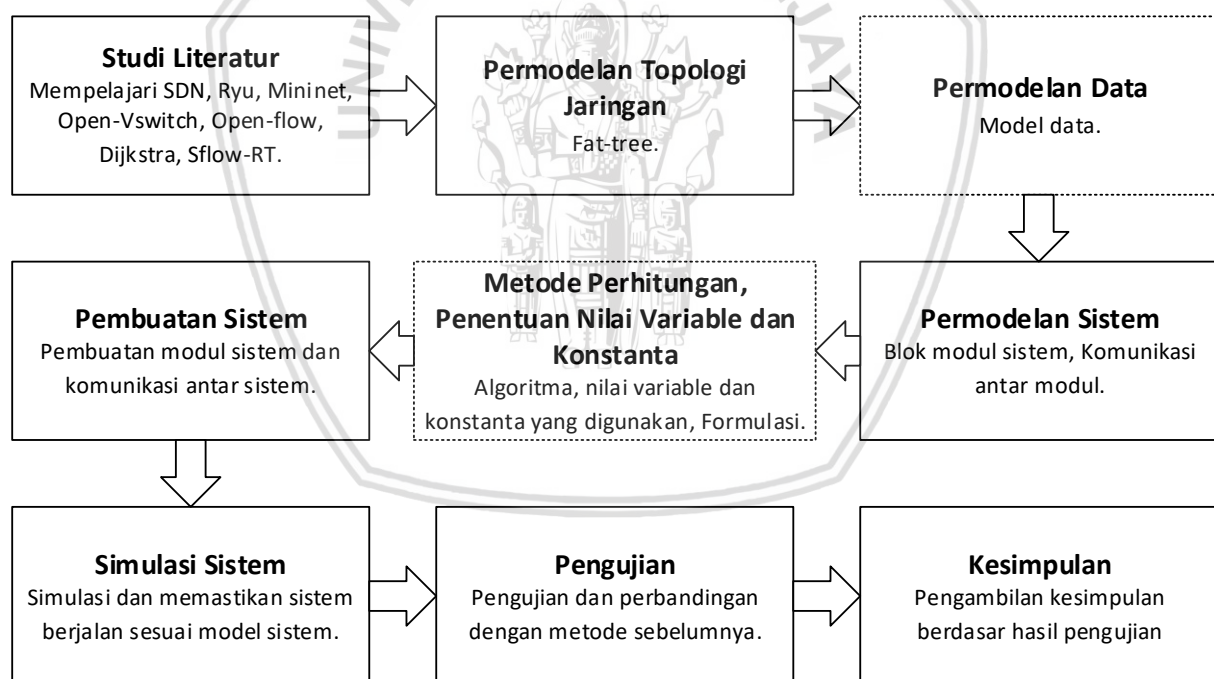 Studi Literatur
Mempelajari SDN, Ryu, Mininet,
Open-Vswitch, Open-flow,
Dijkstra, Sflow-RT.
Permodelan Topologi
Jaringan
Fat-tree.
Permodelan Data
Model data.
Permodelan Sistem
Blok modul sistem, Komunikasi
antar modul.
Metode Perhitungan,
Penentuan Nilai Variable dan
Konstanta
Algoritma, nilai variable dan
konstanta yang digunakan, Formulasi.
Pembuatan Sistem
Pembuatan modul sistem dan
komunikasi antar sistem.
Simulasi Sistem
Simulasi dan memastikan sistem
berjalan sesuai model sistem.
Pengujian
Pengujian dan perbandingan
dengan metode sebelumnya.
Kesimpulan
Pengambilan kesimpulan
berdasar hasil pengujian